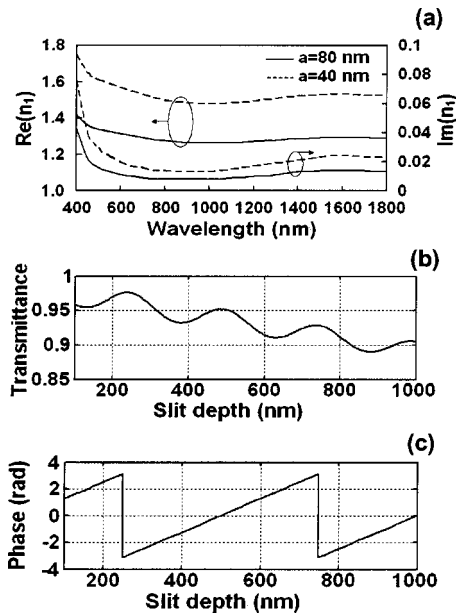 (a)
1.8
1.6
1.4
1.2
1.0
Re(n₁)
a=80 nm
a=40 nm
0.1
0.08
0.06
0.04
0.02
0
Im(n₁)
400 600 800 1000 1200 1400 1600 1800
Wavelength (nm)
(b)
1
0.95
0.9
0.85
Transmittance
200 400 600 800 1000
Slit depth (nm)
(c)
4
2
0
-2
-4
Phase (rad)
200 400 600 800 1000
Slit depth (nm)